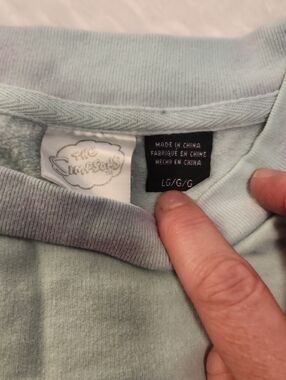 THE
SIMPSONS
MADE IN CHINA
FABRIQUÉ EN CHINE
HECHO EN CHINA
LG/G/G